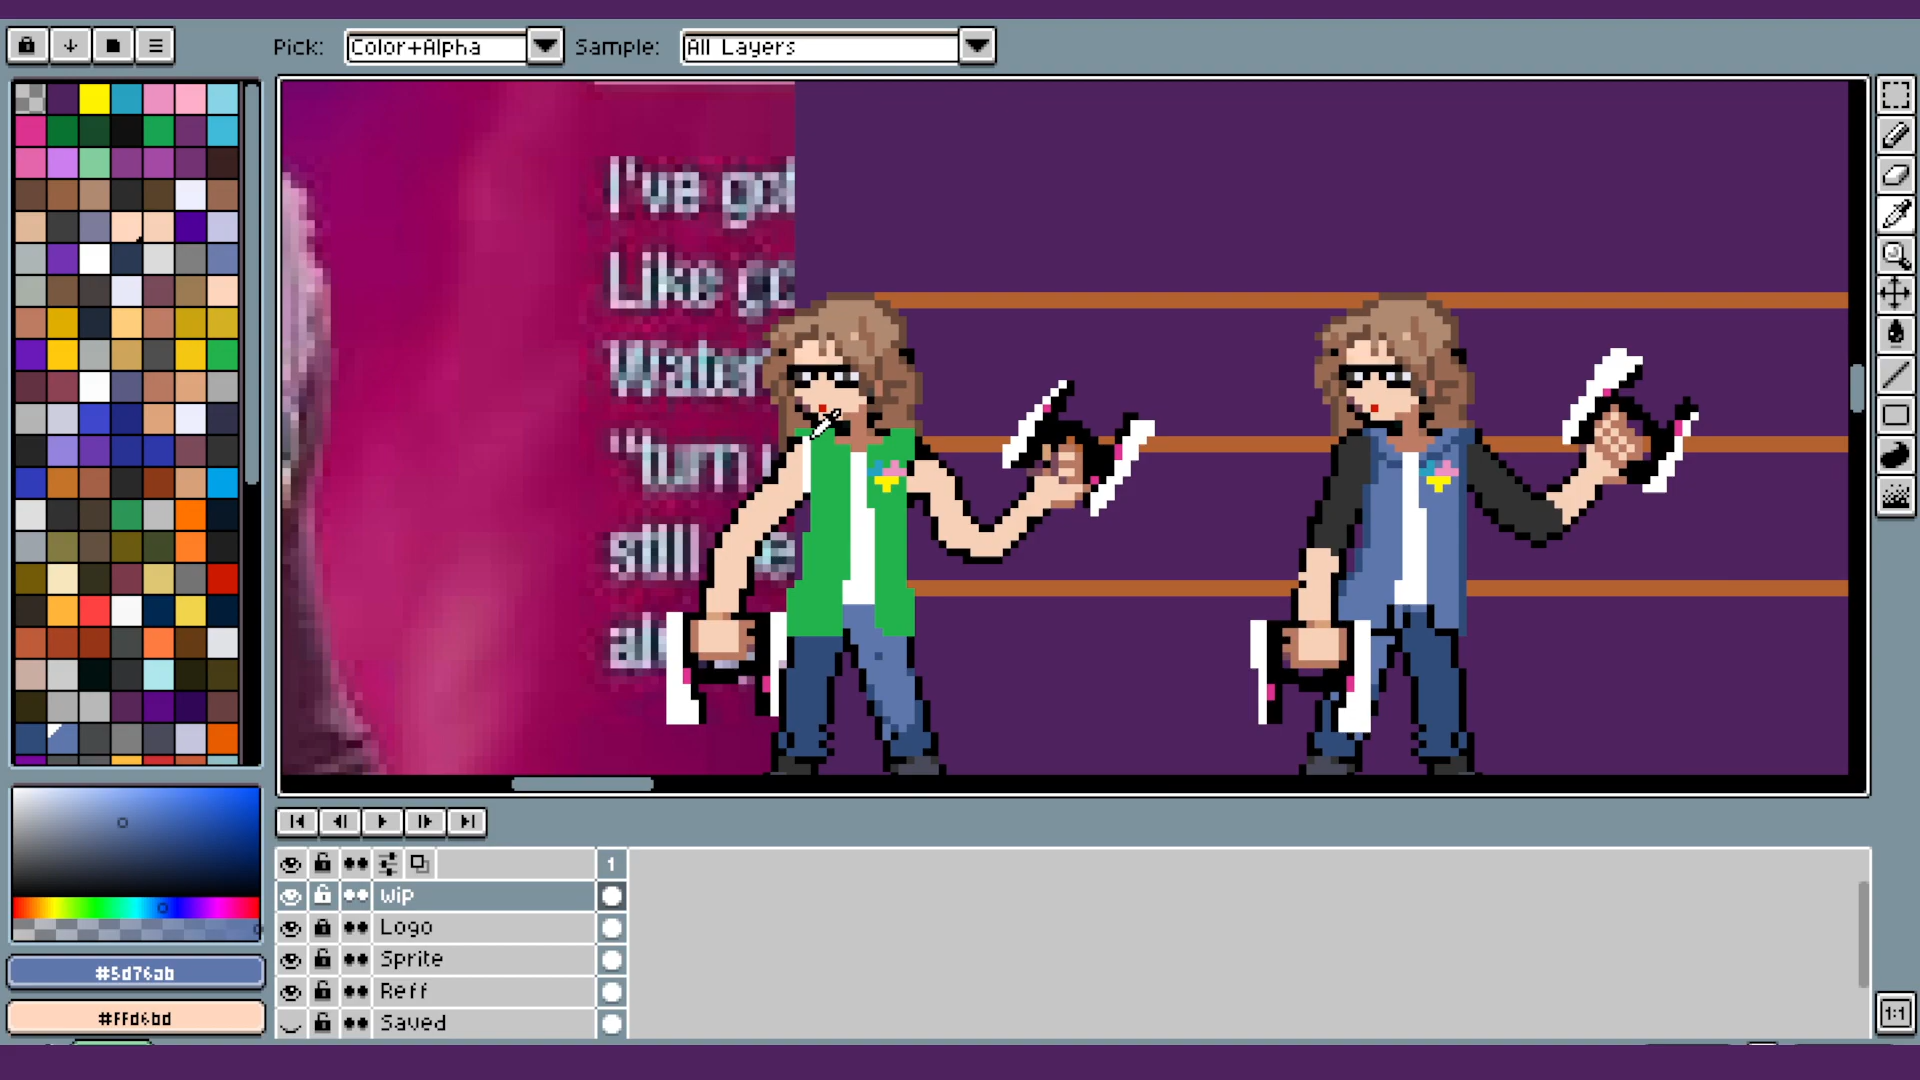 Pick: Color+Alpha Sample: All Layers
I've got
Like go
Water
"turn
still
1
wip
Logo
Sprite
Reff
Saved
#5d76ab
#ffd6bd
1:1